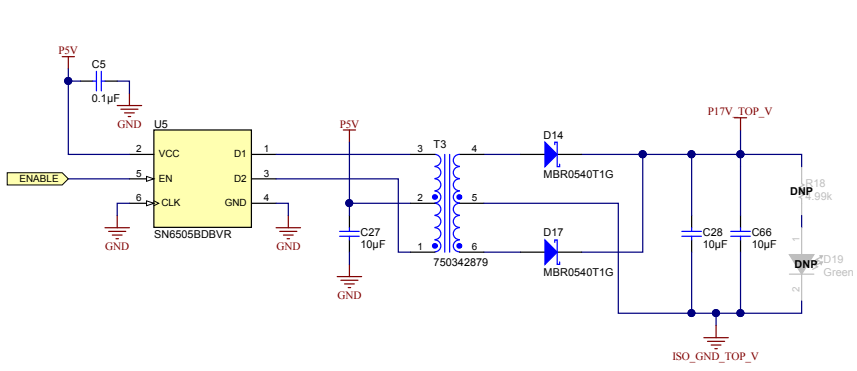 P5V
C5
0.1µF
GND
U5
2
VCC
D1
1
ENABLE
5
EN
D2
3
6
CLK
GND
4
SN6505BDBVR
GND
GND
P5V
C27
10µF
GND
T3
3
4
2
5
1
6
750342879
D14
MBR0540T1G
D17
MBR0540T1G
P17V_TOP_V
C28
10µF
C66
10µF
R18
DNP
4.99k
1
DNP
D19
Green
2
ISO_GND_TOP_V